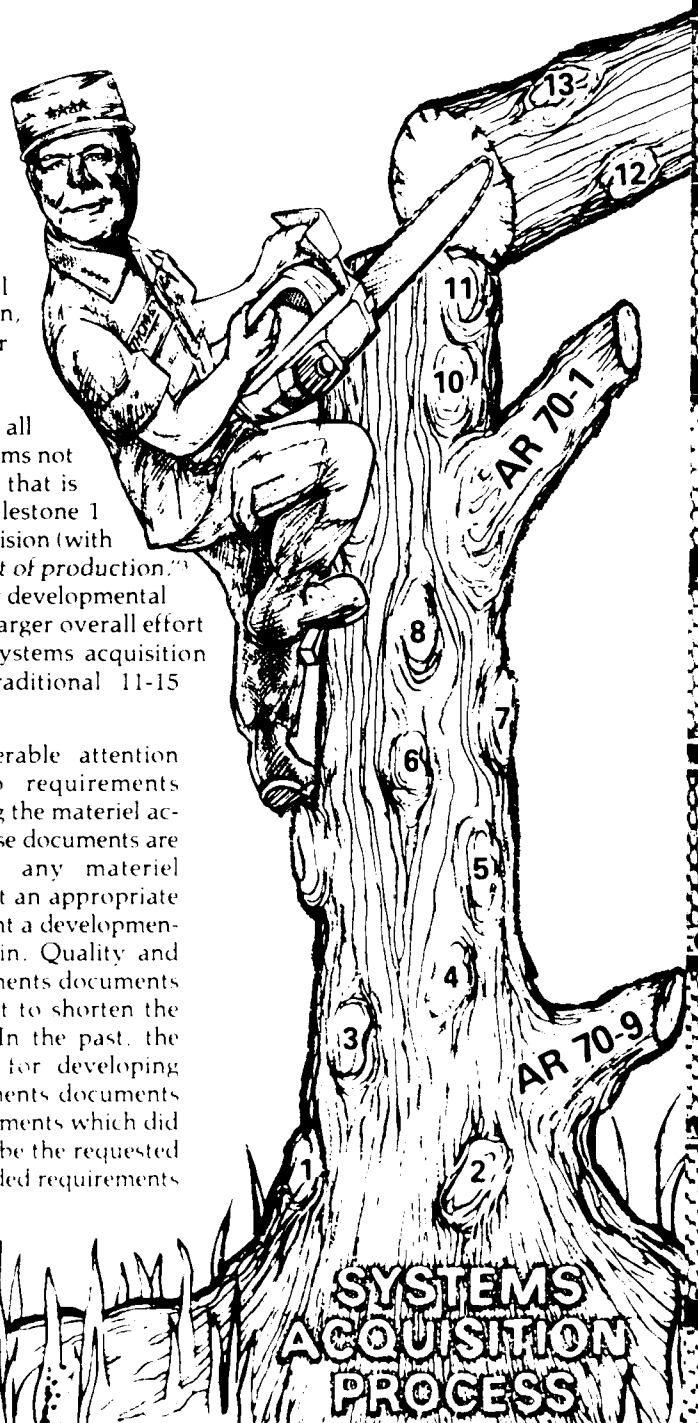 l
n,
r
all
ms not
that is
lestone 1
ision (with
t of production.")
developmental
arger overall effort
ystems acquisition
raditional 11-15
erable attention
o requirements
g the materiel ac-
se documents are
any materiel
t an appropriate
nt a developmen-
in. Quality and
nents documents
t to shorten the
In the past, the
for developing
nents documents
ments which did
be the requested
ded requirements
13
12
11
10
AR 70-1
8
7
6
5
4
3
AR 70-9
1
2
SYSTEMS
ACQUISITION
PROCESS